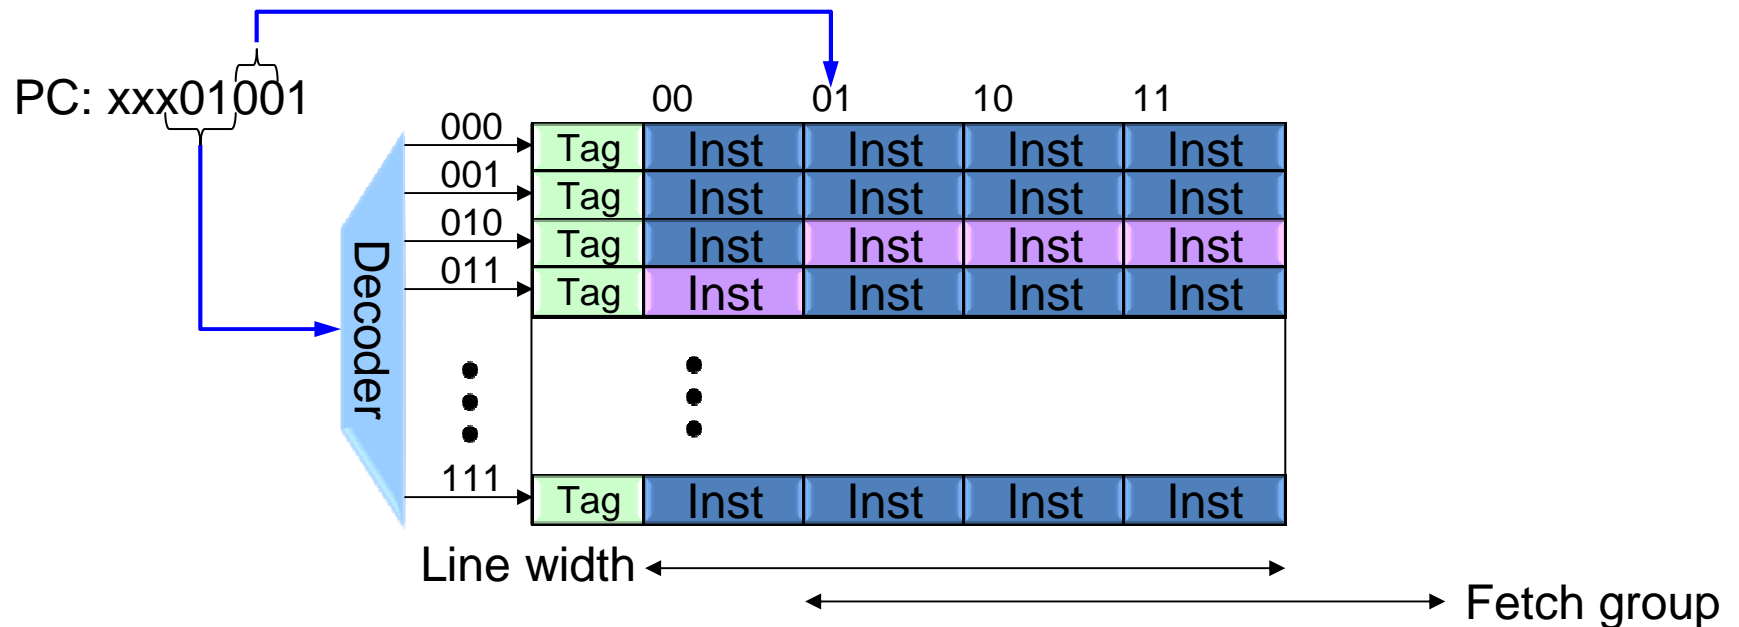 PC: xxx01001
00 01 10 11
000 Tag Inst Inst Inst Inst
001 Tag Inst Inst Inst Inst
010 Tag Inst Inst Inst Inst
011 Tag Inst Inst Inst Inst
Decoder
111 Tag Inst Inst Inst Inst
Line width
Fetch group